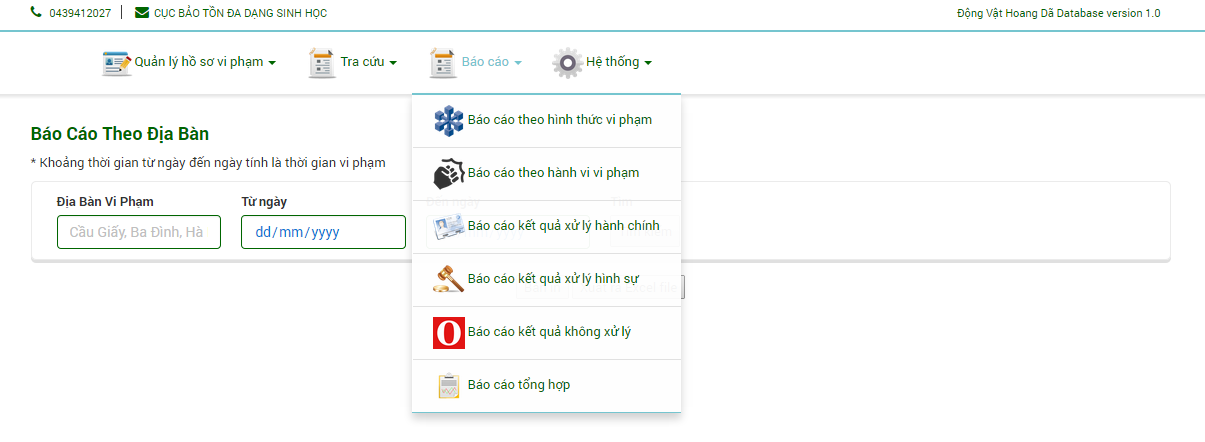 0439412027 | CỤC BẢO TỒN ĐA DẠNG SINH HỌC
Động Vật Hoang Dã Database version 1.0
Quản lý hồ sơ vi phạm
Tra cứu
Báo cáo
Hệ thống
Báo cáo theo hình thức vi phạm
Báo cáo theo hành vi vi phạm
Báo cáo kết quả xử lý hành chính
Báo cáo kết quả xử lý hình sự
Báo cáo kết quả không xử lý
Báo cáo tổng hợp
Báo Cáo Theo Địa Bàn
* Khoảng thời gian từ ngày đến ngày tính là thời gian vi phạm
Địa Bàn Vi Phạm
Từ ngày
Đến ngày
Cầu Giấy, Ba Đình, Hà
dd/mm/yyyy